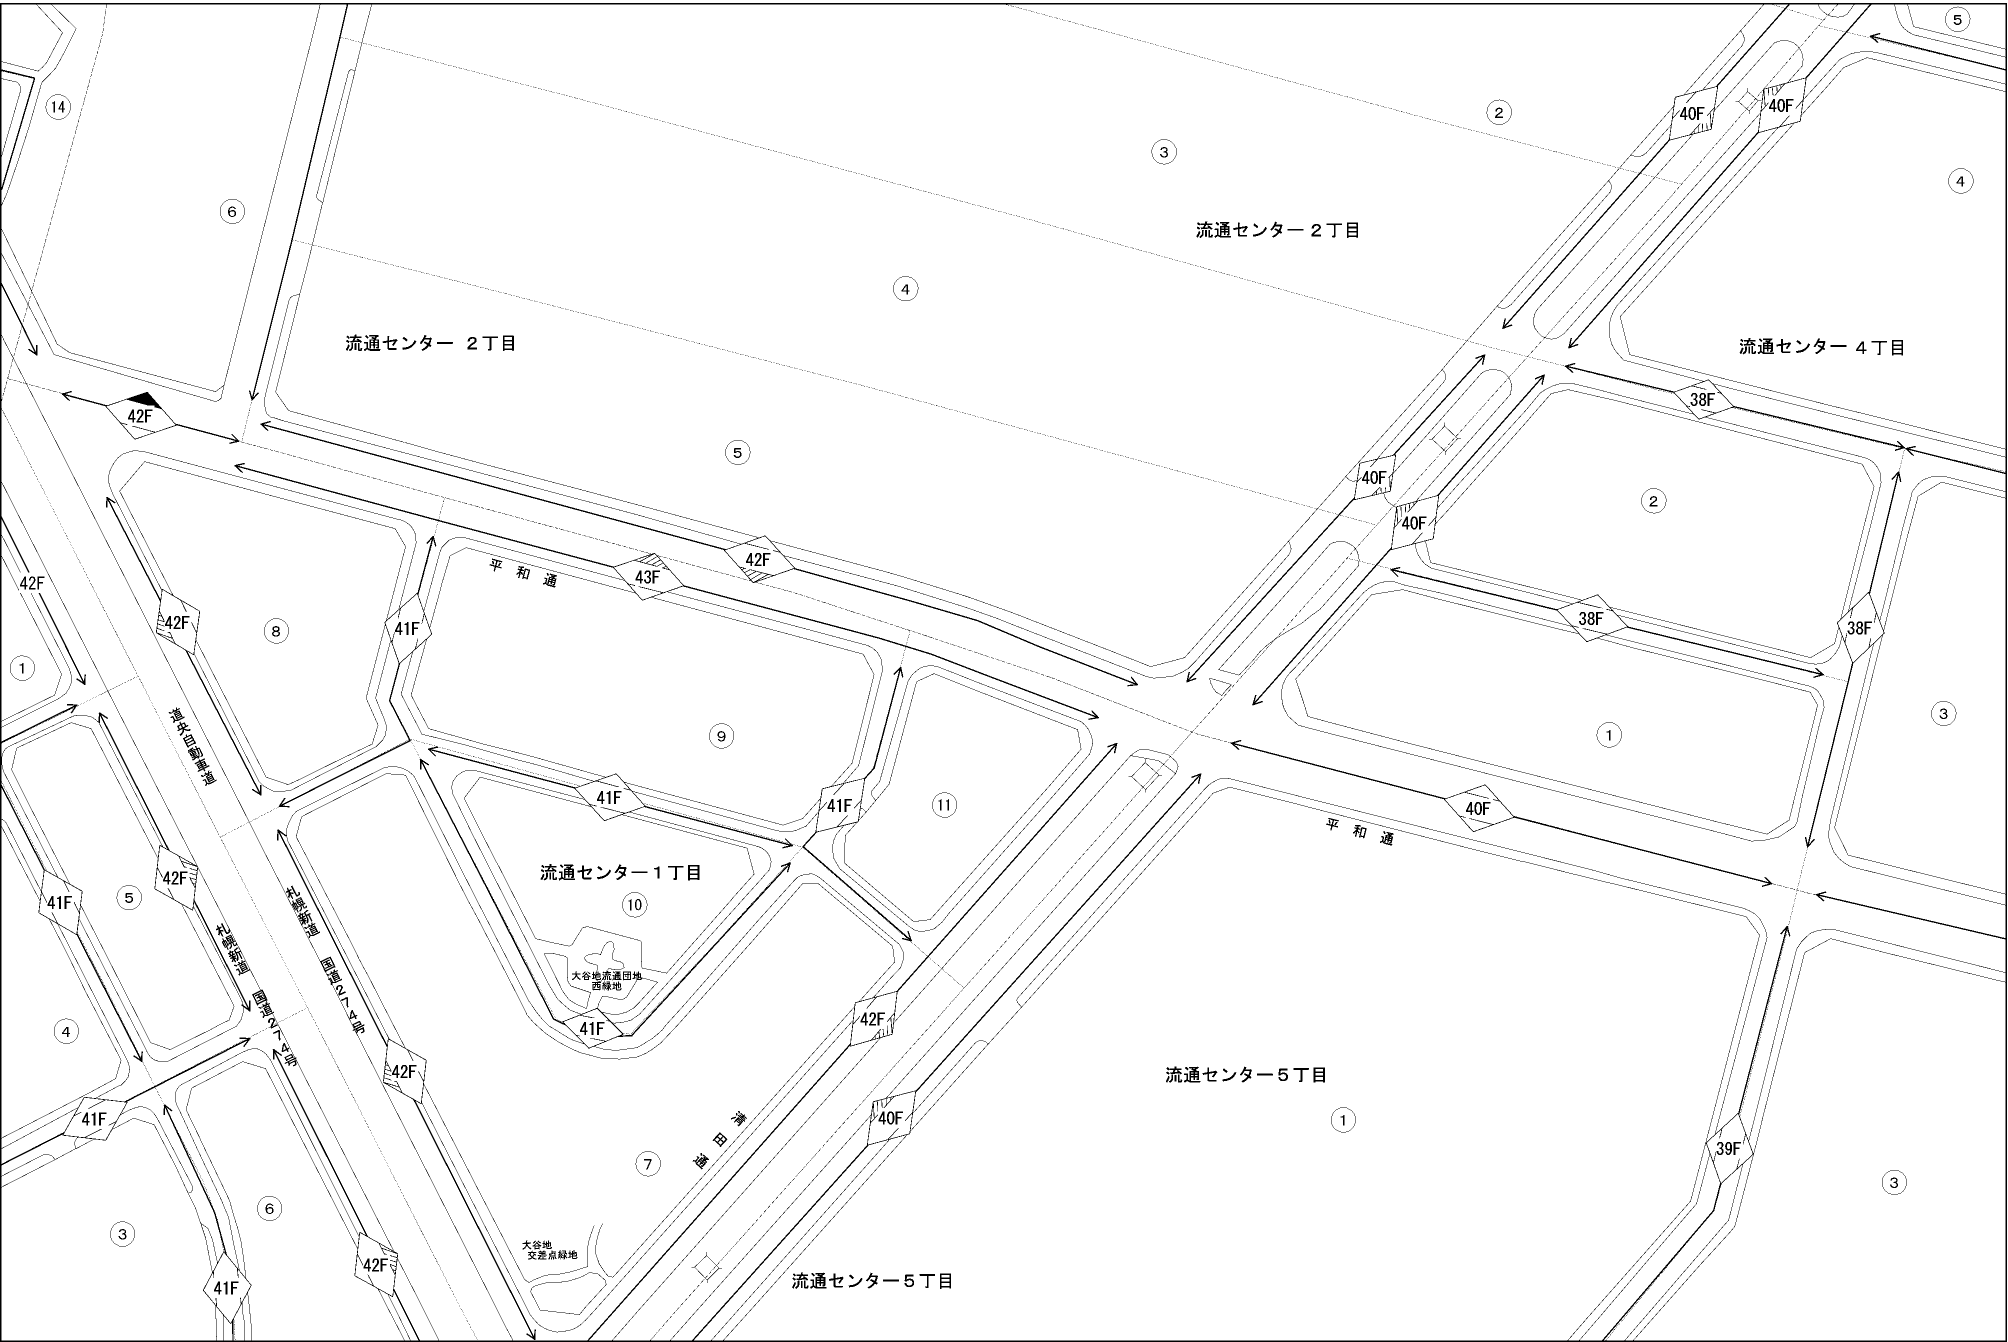 ⑤
⑭
40F
40F
②
③
④
⑥
流通センター２丁目
④
流通センター ２丁目
流通センター４丁目
38F
42F
⑤
40F
②
40F
42F
43F
平和通
42F
42F
⑧
41F
38F
38F
①
⑨
①
③
道央自動車道
41F
41F
⑪
40F
平和通
流通センター１丁目
42F
41F
⑤
⑩
札幌新道 国道274号
札幌新道 国道274号
大谷地流通団地
西緑地
④
41F
42F
42F
流通センター５丁目
41F
40F
①
清田通
39F
⑦
③
③
⑥
大谷地
交差点緑地
42F
41F
流通センター５丁目